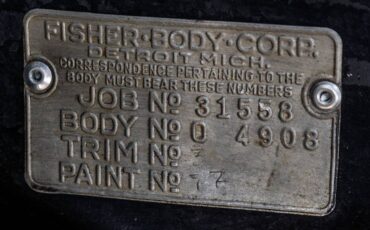 FISHER·BODY·CORP.
DETROIT MICH.
CORRESPONDENCE PERTAINING TO THE
BODY MUST BEAR THESE NUMBERS
JOB Nº 31558
BODY Nº O 4908
TRIM Nº
PAINT Nº